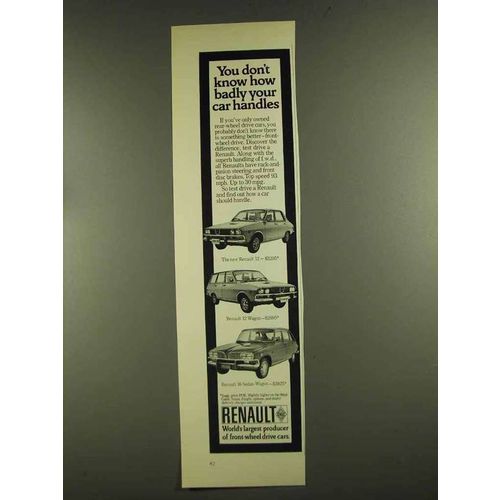 You don't
know how
badly your
car handles
If you've only owned
rear-wheel drive cars, you
probably don't know there
is something better–front-
wheel drive. Discover the
difference, test drive a
Renault. Along with the
superb handling of f.w.d.,
all Renaults have rack-and-
pinion steering and front
disc brakes. Top speed 93
mph. Up to 30 mpg.
So test drive a Renault
and find out how a car
should handle.
The new Renault 12–
Renault 12 Wagon–
Renault 16 Sedan-Wagon–
RENAULT
World's largest producer
of front-wheel drive cars.